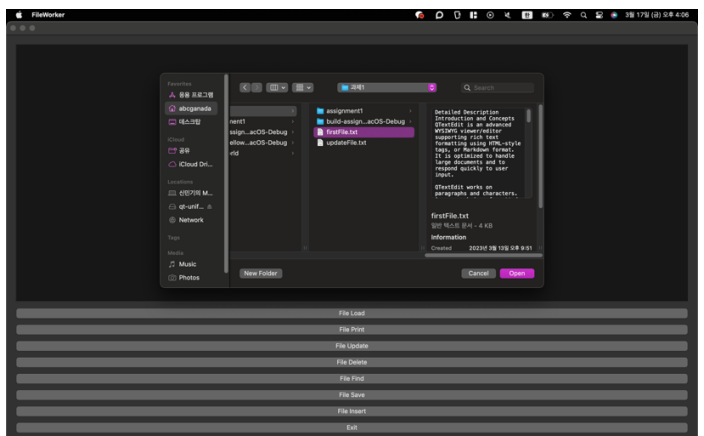 FileWorker
3월 17일 (금) 오후 4:06
Favorites
응용 프로그램
abcganada
데스크탑
iCloud
공유
iCloud Dri...
Locations
신민기의 M...
qt-unif...
Network
Tags
Media
Music
Photos
과제1
Search
nent1
ssign...acOS-Debug
ellow...acOS-Debug
rld
assignment1
build-assign...acOS-Debug
firstFile.txt
updateFile.txt
Detailed Description
Introduction and Concepts
QTextEdit is an advanced
WYSIWYG viewer/editor
supporting rich text
formatting using HTML-style
tags, or Markdown format.
It is optimized to handle
large documents and to
respond quickly to user
input.
QTextEdit works on
paragraphs and characters.
firstFile.txt
일반 텍스트 문서 - 4 KB
Information
Created 2023년 3월 13일 오후 9:51
New Folder
Cancel
Open
File Load
File Print
File Update
File Delete
File Find
File Save
File Insert
Exit